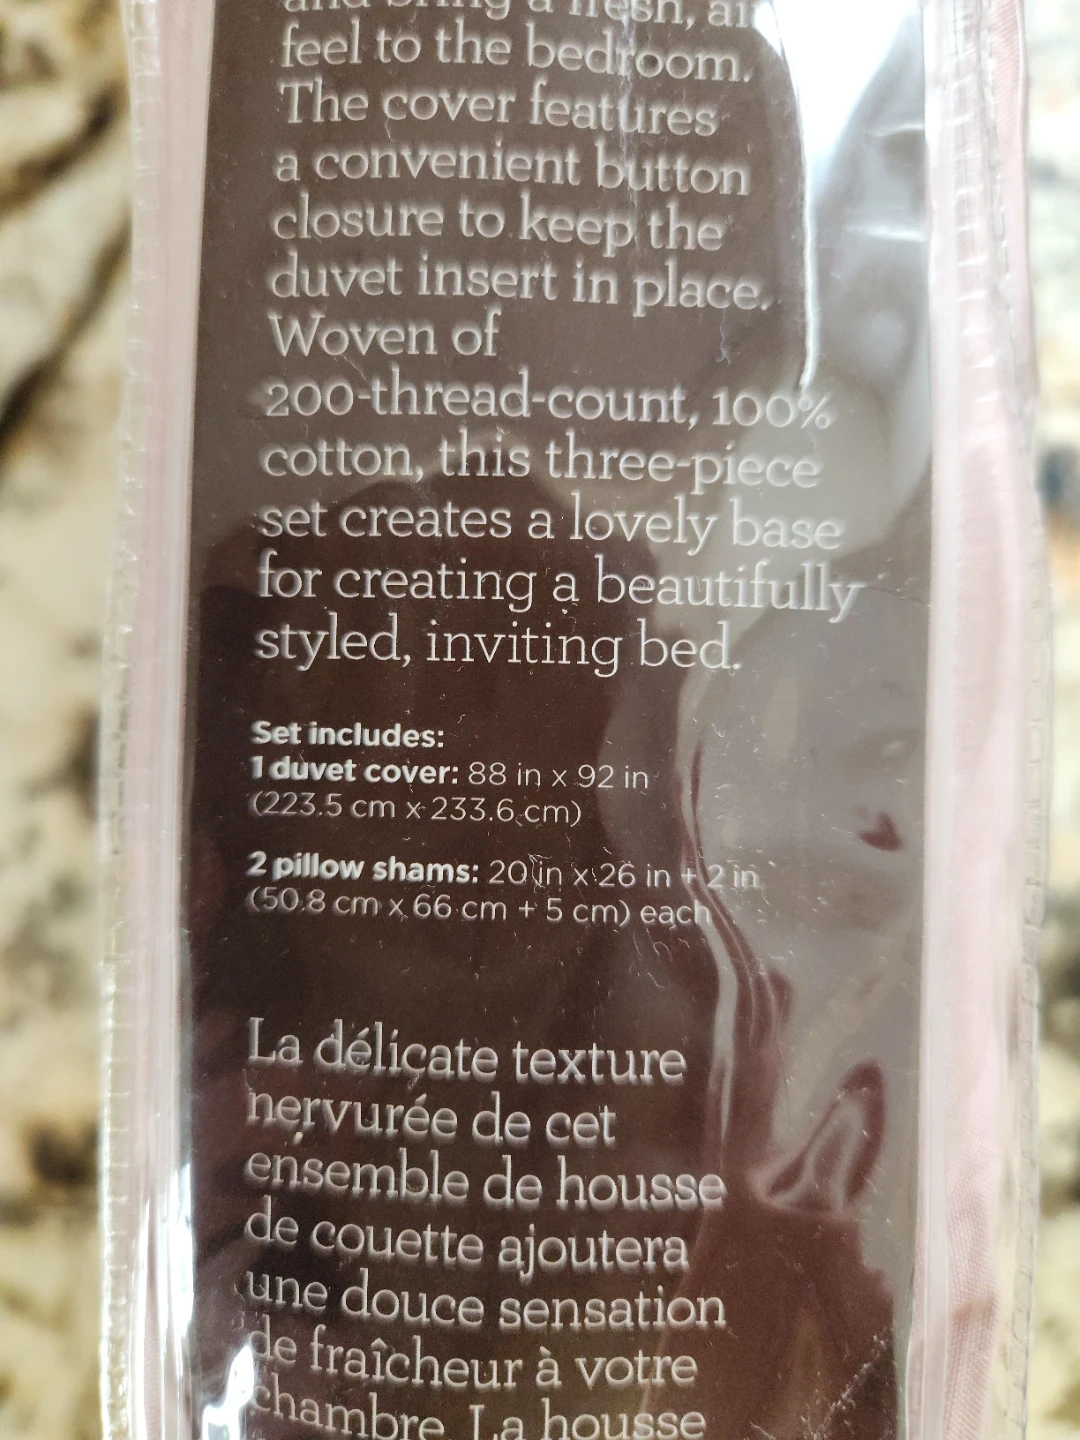 and bring a fresh, air
feel to the bedroom.
The cover features
a convenient button
closure to keep the
duvet insert in place.
Woven of
200-thread-count, 100%
cotton, this three-piece
set creates a lovely base
for creating a beautifully
styled, inviting bed.
Set includes:
1 duvet cover: 88 in x 92 in
(223.5 cm x 233.6 cm)
2 pillow shams: 20 in x 26 in + 2 in
(50.8 cm x 66 cm + 5 cm) each
La délicate texture
nervurée de cet
ensemble de housse
de couette ajoutera
une douce sensation
de fraîcheur à votre
chambre. La housse